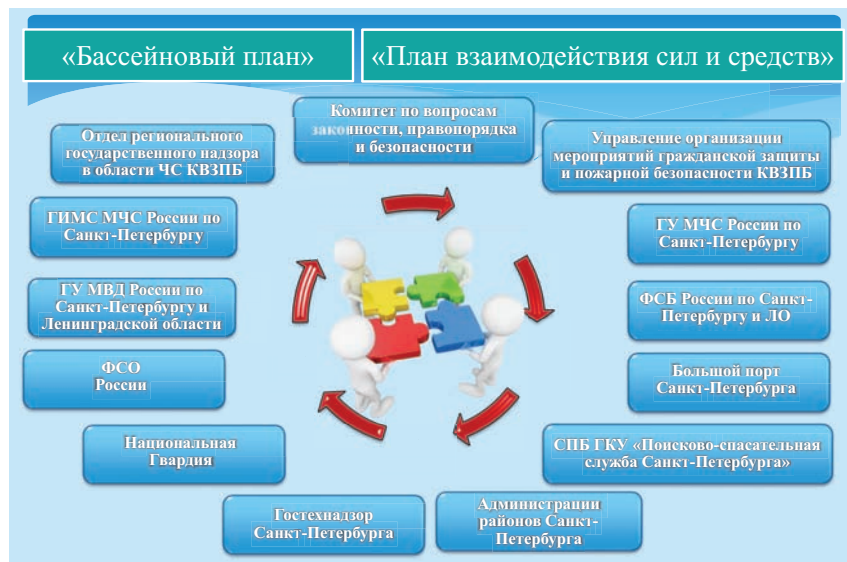 «Бассейновый план»
«План взаимодействия сил и средств»
Комитет по вопросам
законности, правопорядка
и безопасности
Отдел регионального
государственного надзора
в области ЧС КВЗПБ
Управление организации
мероприятий гражданской защиты
и пожарной безопасности КВЗПБ
ГИМС МЧС России по
Санкт-Петербургу
ГУ МЧС России по
Санкт-Петербургу
ГУ МВД России по
Санкт-Петербургу и
Ленинградской области
ФСБ России по Санкт-
Петербургу и ЛО
ФСО
России
Большой порт
Санкт-Петербурга
Национальная
Гвардия
СПБ ГКУ «Поисково-спасательная
служба Санкт-Петербурга»
Гостехнадзор
Санкт-Петербурга
Администрации
районов Санкт-
Петербурга